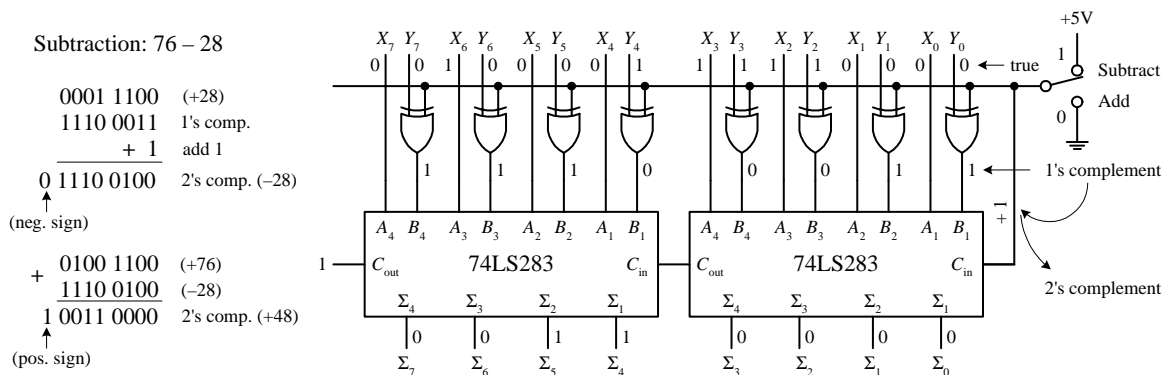 Subtraction: 76 – 28
0001 1100 (+28)
1110 0011 1's comp.
+ 1 add 1
0 1110 0100 2's comp. (–28)
(neg. sign)
+ 0100 1100 (+76)
1110 0100 (–28)
1 0011 0000 2's comp. (+48)
(pos. sign)
+5V
X7 Y7 X6 Y6 X5 Y5 X4 Y4 X3 Y3 X2 Y2 X1 Y1 X0 Y0
0 0 1 0 0 0 0 1 1 1 1 1 0 0 0 0 true
1 Subtract
Add
0
1 1 1 0 0 0 1 1 1's complement
+ 1
A4 B4 A3 B3 A2 B2 A1 B1 A4 B4 A3 B3 A2 B2 A1 B1
1 Cout 74LS283 Cin Cout 74LS283 Cin
2's complement
Σ4 Σ3 Σ2 Σ1 Σ4 Σ3 Σ2 Σ1
0 0 1 1 0 0 0 0
Σ7 Σ6 Σ5 Σ4 Σ3 Σ2 Σ1 Σ0